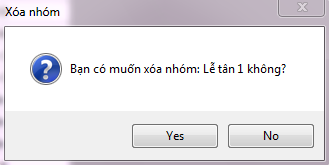 Xóa nhóm
Bạn có muốn xóa nhóm: Lễ tân 1 không?
Yes
No